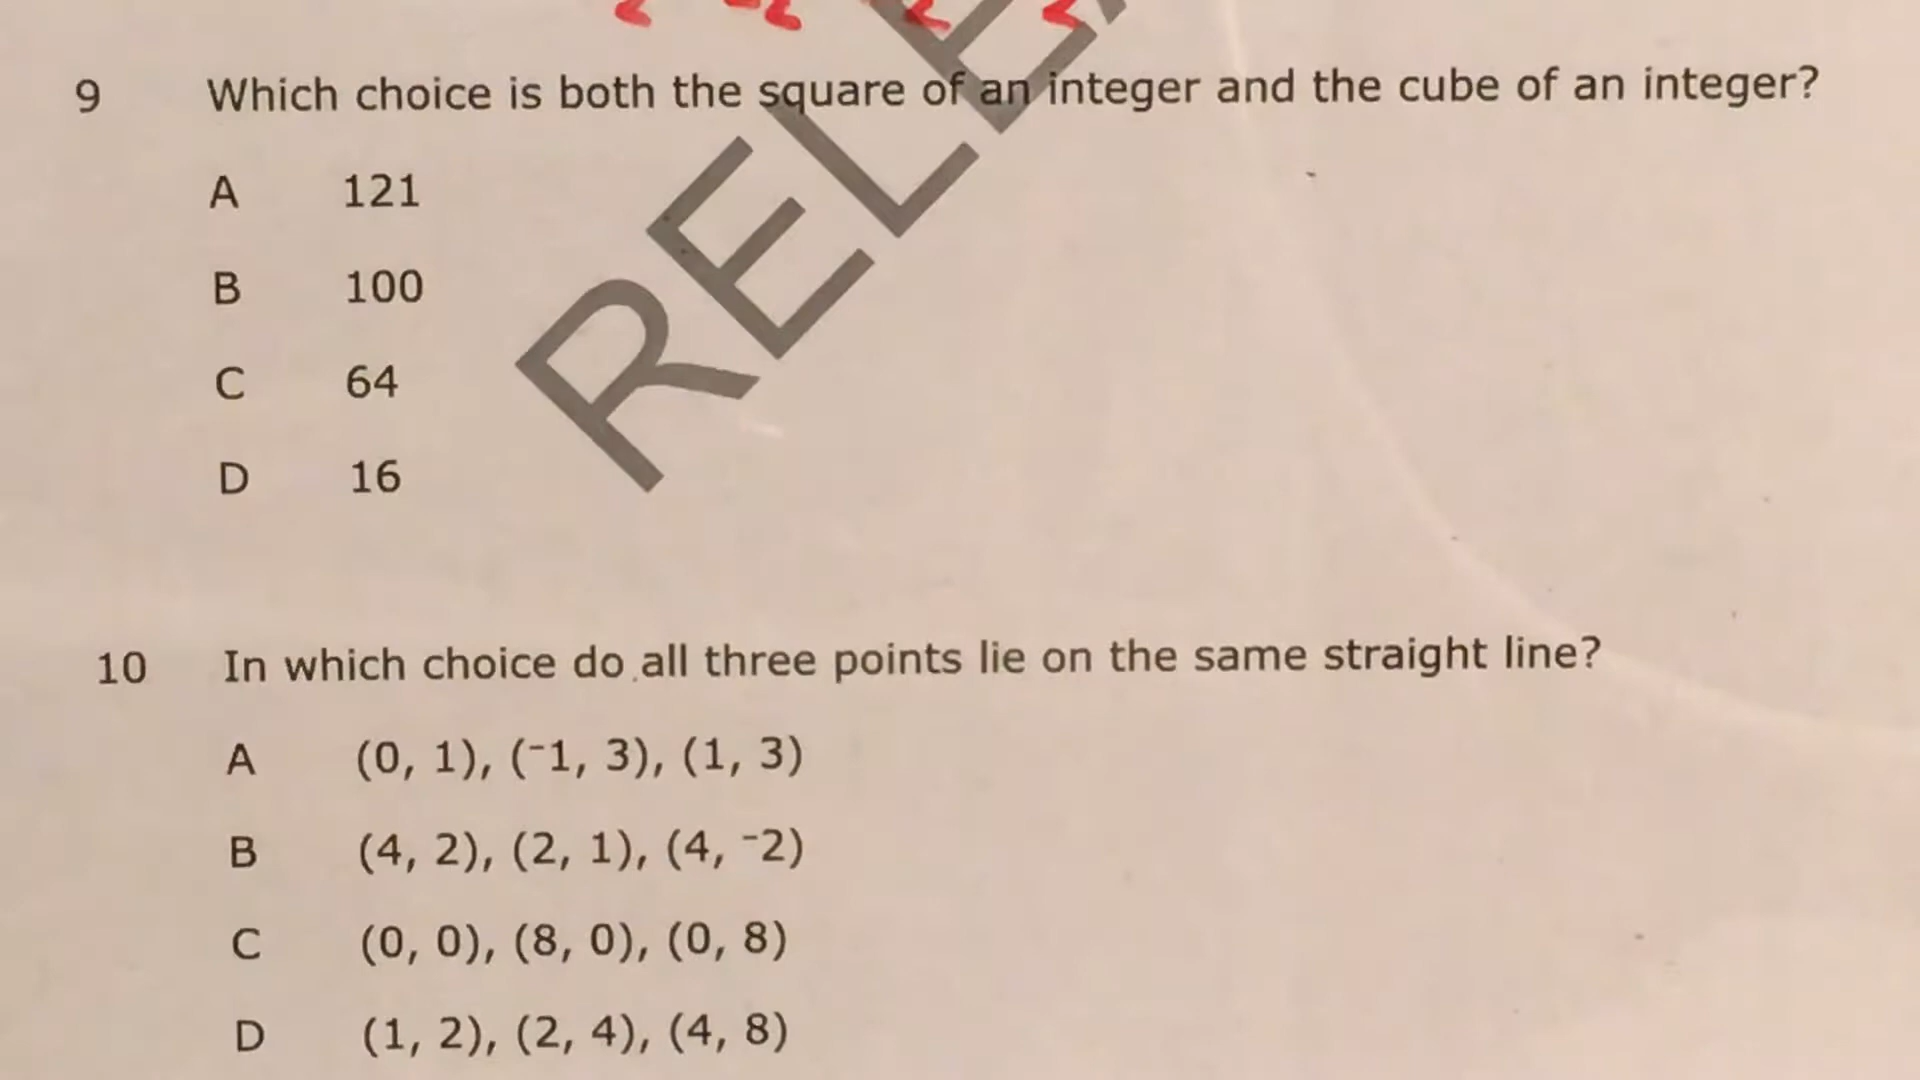 9 Which choice is both the square of an integer and the cube of an integer?
A 121
B 100
C 64
D 16
10 In which choice do all three points lie on the same straight line?
A (0, 1), (⁻1, 3), (1, 3)
B (4, 2), (2, 1), (4, ⁻2)
C (0, 0), (8, 0), (0, 8)
D (1, 2), (2, 4), (4, 8)